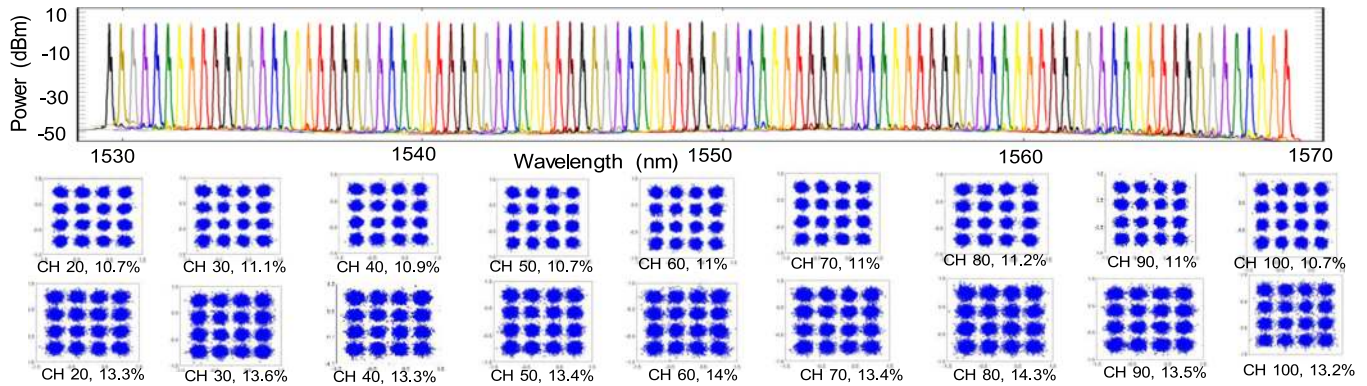 10
-10
-30
-50
Power (dBm)
1530
1540
1550
1560
1570
Wavelength (nm)
CH 20, 10.7%
CH 30, 11.1%
CH 40, 10.9%
CH 50, 10.7%
CH 60, 11%
CH 70, 11%
CH 80, 11.2%
CH 90, 11%
CH 100, 10.7%
CH 20, 13.3%
CH 30, 13.6%
CH 40, 13.3%
CH 50, 13.4%
CH 60, 14%
CH 70, 13.4%
CH 80, 14.3%
CH 90, 13.5%
CH 100, 13.2%